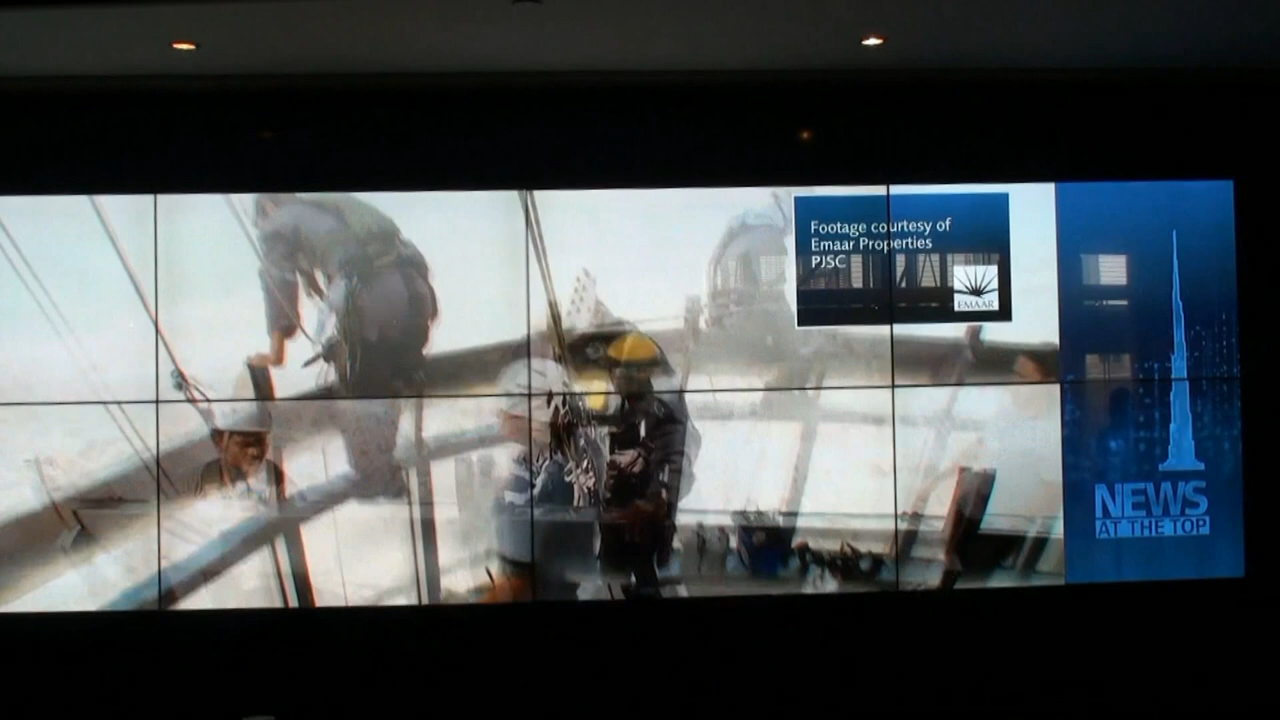 Footage courtesy of
Emaar Properties
PJSC
EMAAR
NEWS
AT THE TOP